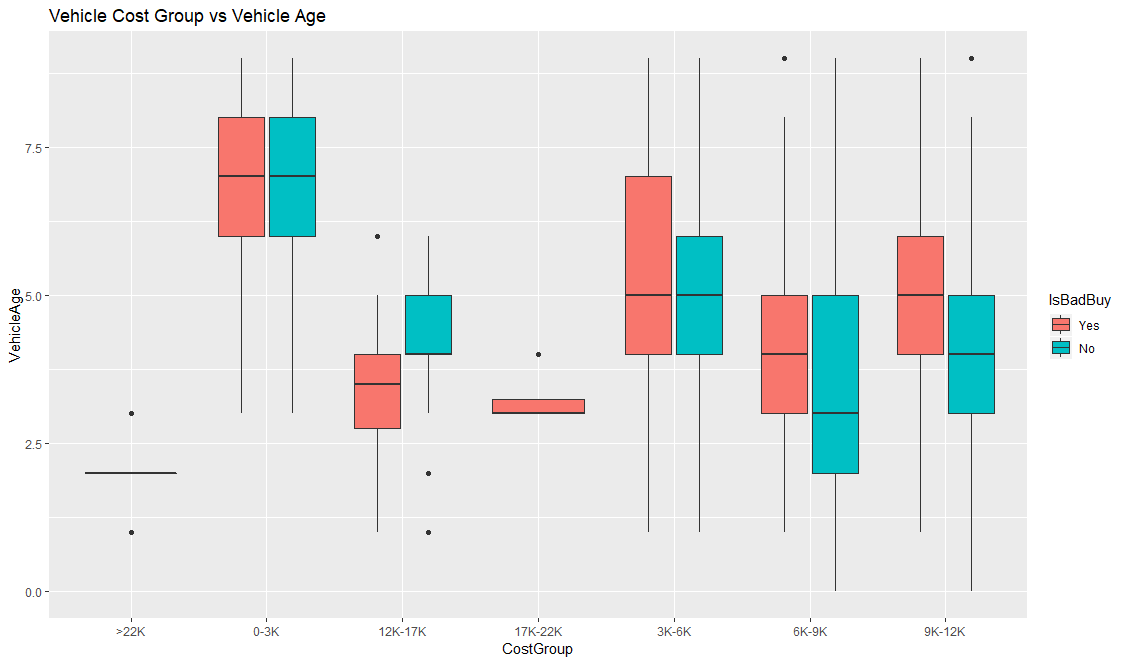 Vehicle Cost Group vs Vehicle Age
VehicleAge
7.5
5.0
2.5
0.0
>22K
0-3K
12K-17K
17K-22K
3K-6K
6K-9K
9K-12K
CostGroup
IsBadBuy
Yes
No